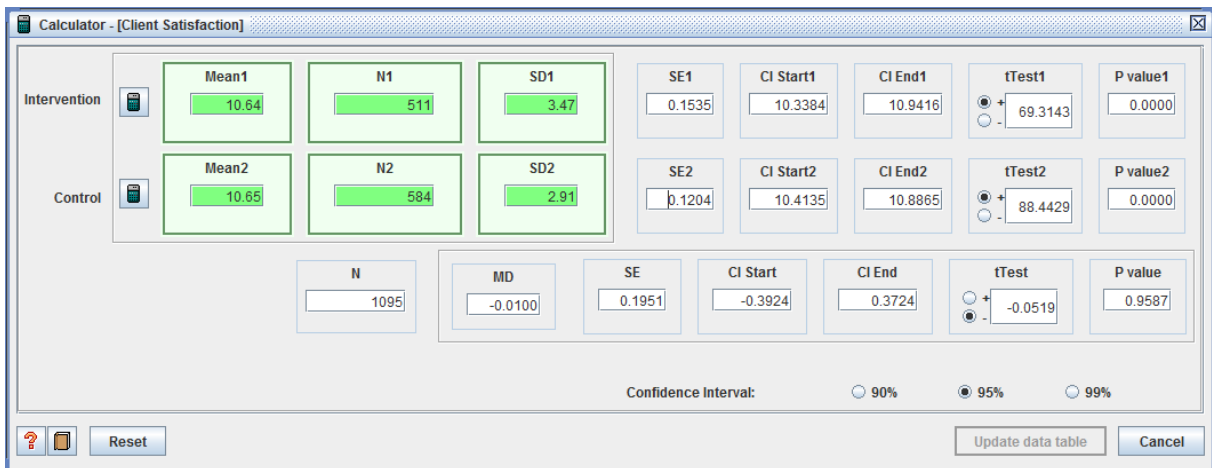 Calculator - [Client Satisfaction]
Mean1 N1 SD1 SE1 CI Start1 CI End1 tTest1 P value1
Intervention 10.64 511 3.47 0.1535 10.3384 10.9416 + - 69.3143 0.0000
Mean2 N2 SD2 SE2 CI Start2 CI End2 tTest2 P value2
Control 10.65 584 2.91 0.1204 10.4135 10.8865 + - 88.4429 0.0000
N MD SE CI Start CI End tTest P value
1095 -0.0100 0.1951 -0.3924 0.3724 + - -0.0519 0.9587
Confidence Interval: 90% 95% 99%
? Reset Update data table Cancel